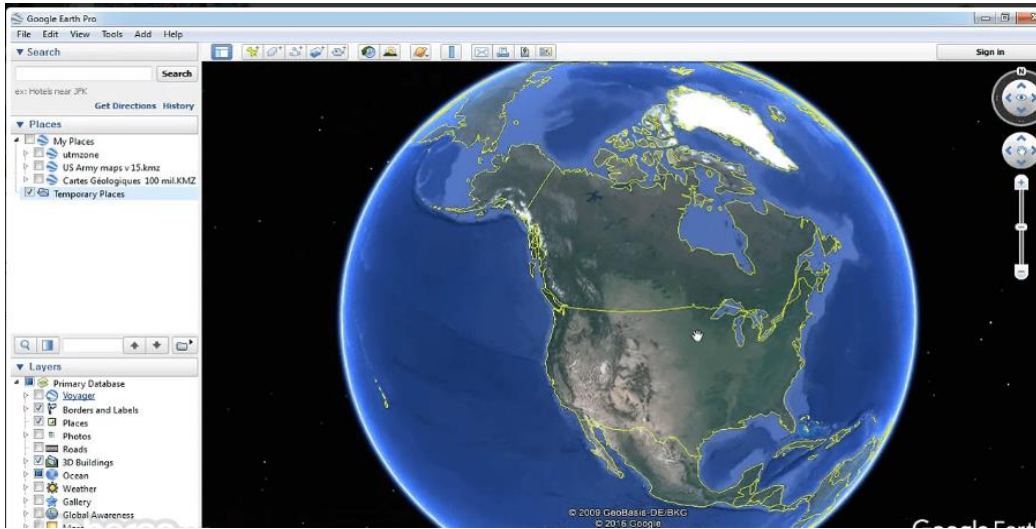 Google Earth Pro
File Edit View Tools Add Help
Search
Sign in
Search
ex: Hotels near JFK
Get Directions History
Places
My Places
utmzone
US Army maps v 15.kmz
Cartes Géologiques 100 mil.KMZ
Temporary Places
N
Layers
Primary Database
Voyager
Borders and Labels
Places
Photos
Roads
3D Buildings
Ocean
Weather
Gallery
Global Awareness
© 2009 GeoBasis-DE/BKG
© 2016 Google